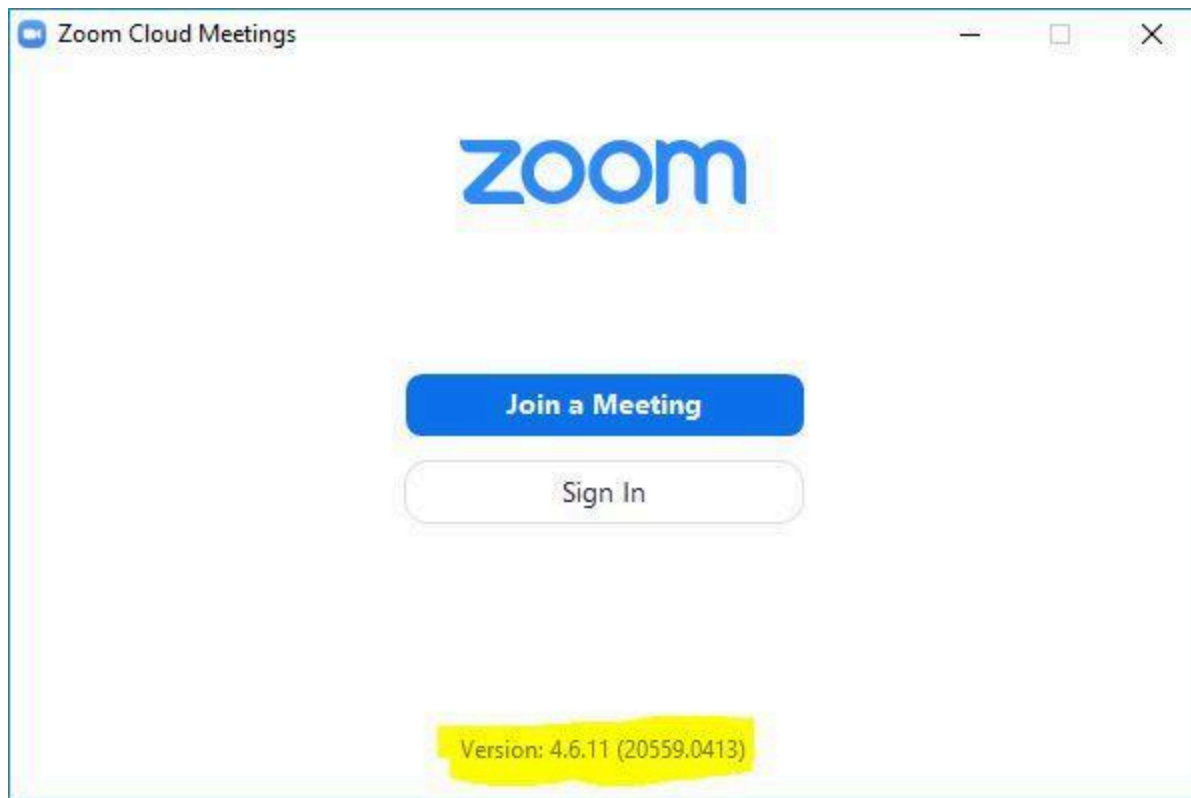 Zoom Cloud Meetings
zoom
Join a Meeting
Sign In
Version: 4.6.11 (20559.0413)